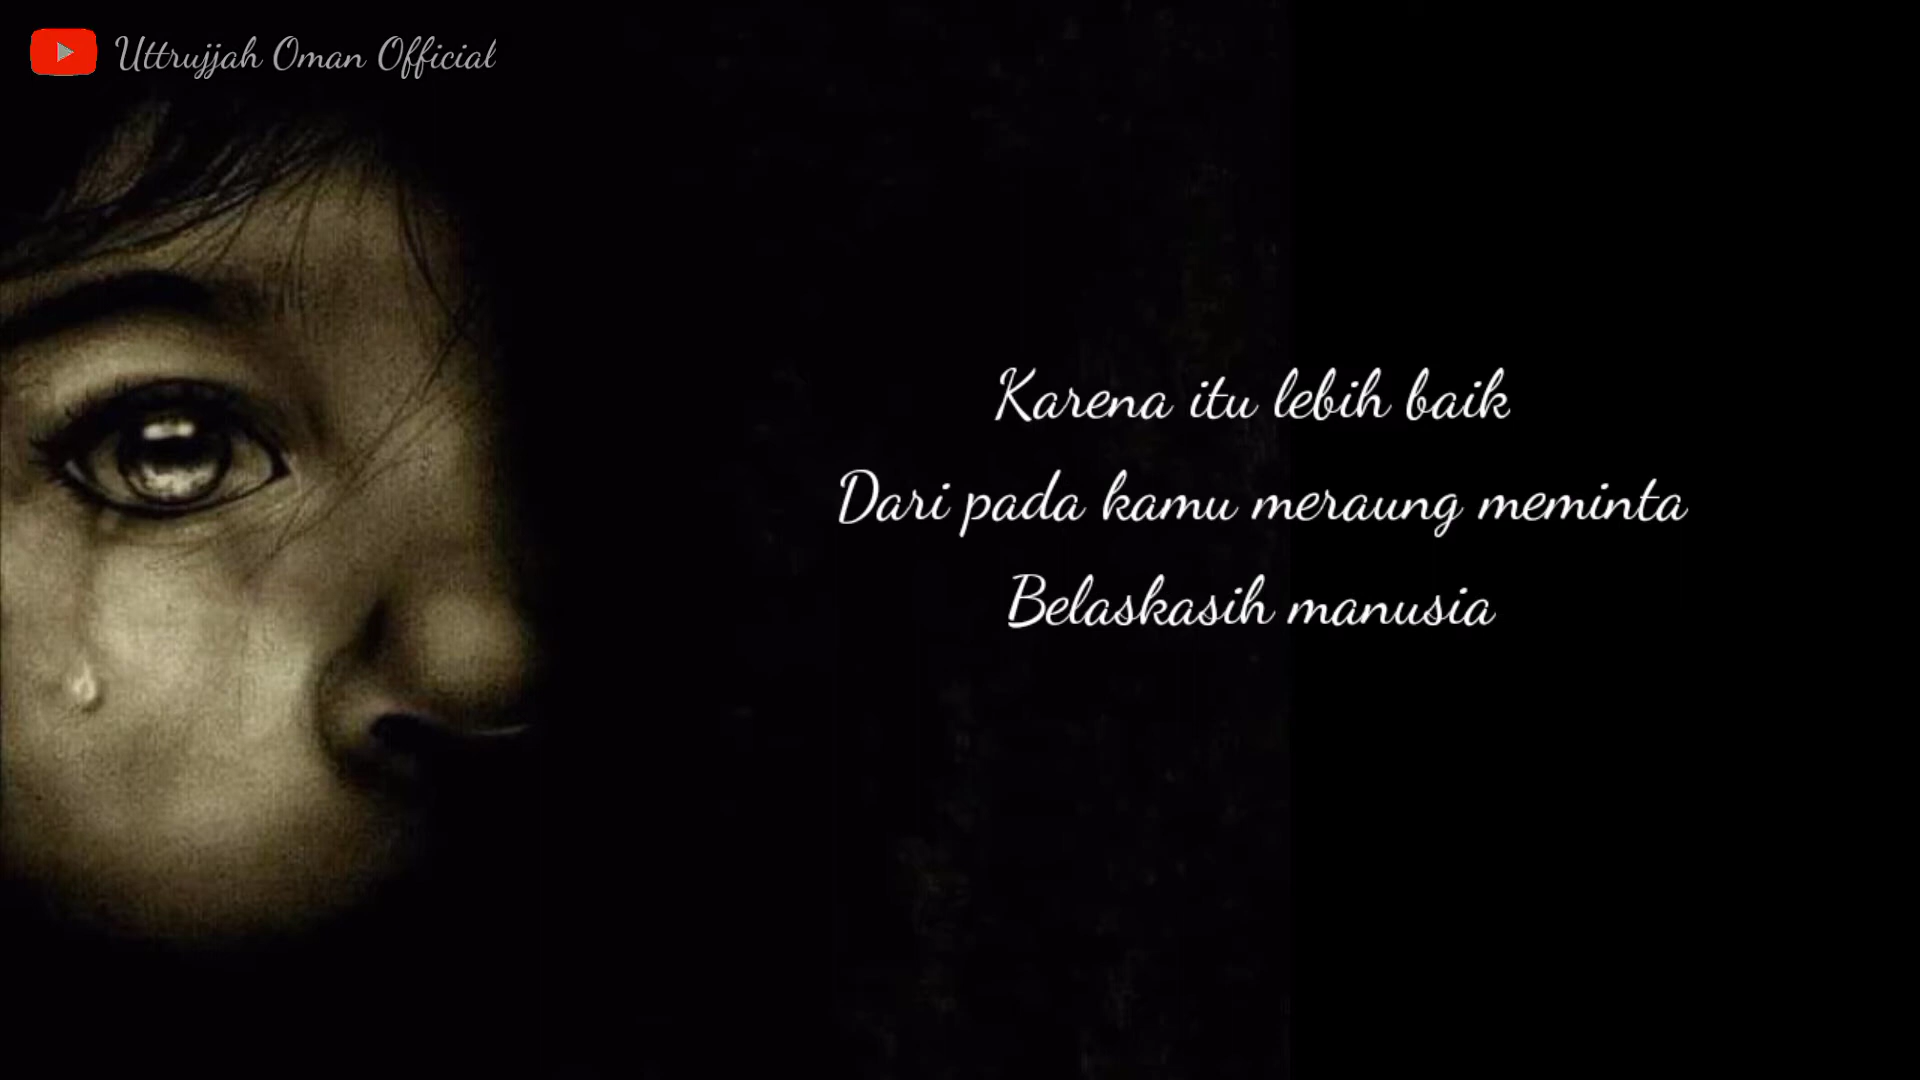 Uttrujjah Oman Official
Karena itu lebih baik
Dari pada kamu meraung meminta
Belaskasih manusia